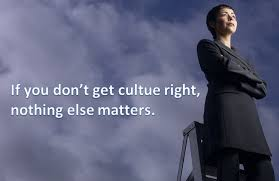 If you don't get cultue right,
nothing else matters.